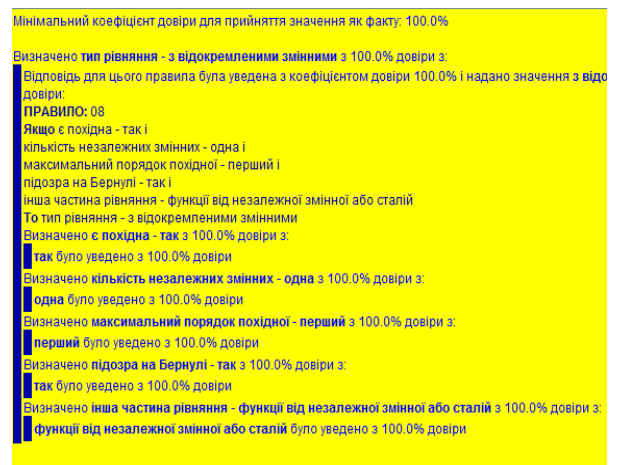 Мінімальний коефіцієнт довіри для прийняття значення як факту: 100.0%
Визначено тип рівняння - з відокремленими змінними з 100.0% довіри з:
Відповідь для цього правила була уведена з коефіцієнтом довіри 100.0% і надано значення з відо
довіри:
ПРАВИЛО: 08
Якщо є похідна - так і
кількість незалежних змінних - одна і
максимальний порядок похідної - перший і
підозра на Бернулі - так і
інша частина рівняння - функції від незалежної змінної або сталій
То тип рівняння - з відокремленими змінними
Визначено є похідна - так з 100.0% довіри з:
так було уведено з 100.0% довіри
Визначено кількість незалежних змінних - одна з 100.0% довіри з:
одна було уведено з 100.0% довіри
Визначено максимальний порядок похідної - перший з 100.0% довіри з:
перший було уведено з 100.0% довіри
Визначено підозра на Бернулі - так з 100.0% довіри з:
так було уведено з 100.0% довіри
Визначено інша частина рівняння - функції від незалежної змінної або сталій з 100.0% довіри з:
функції від незалежної змінної або сталій було уведено з 100.0% довіри